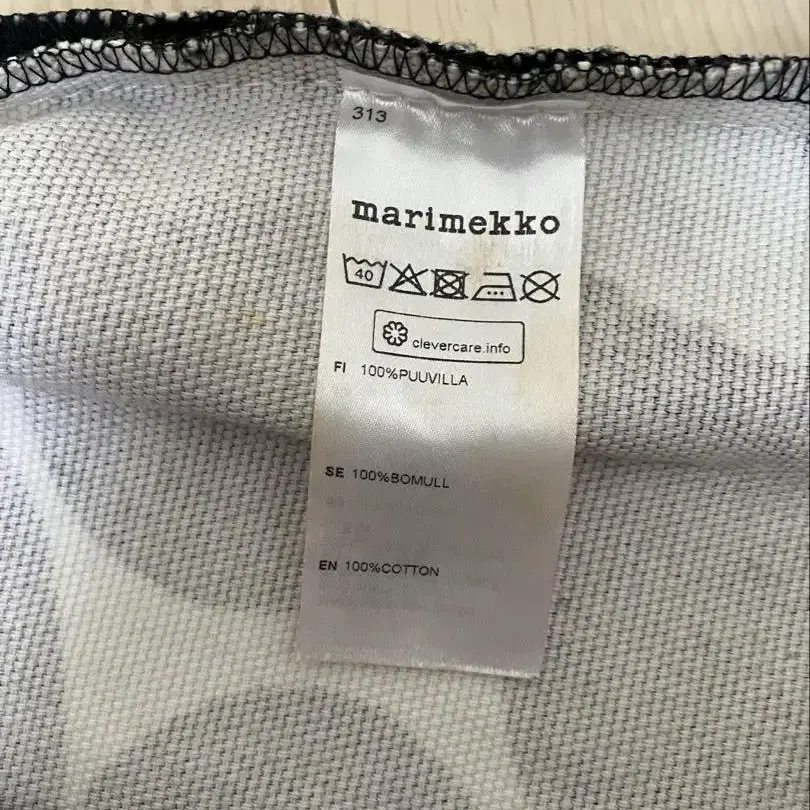 313
marimekko
40
clevercare.info
FI 100%PUUVILLA
SE 100%BOMULL
EN 100%COTTON